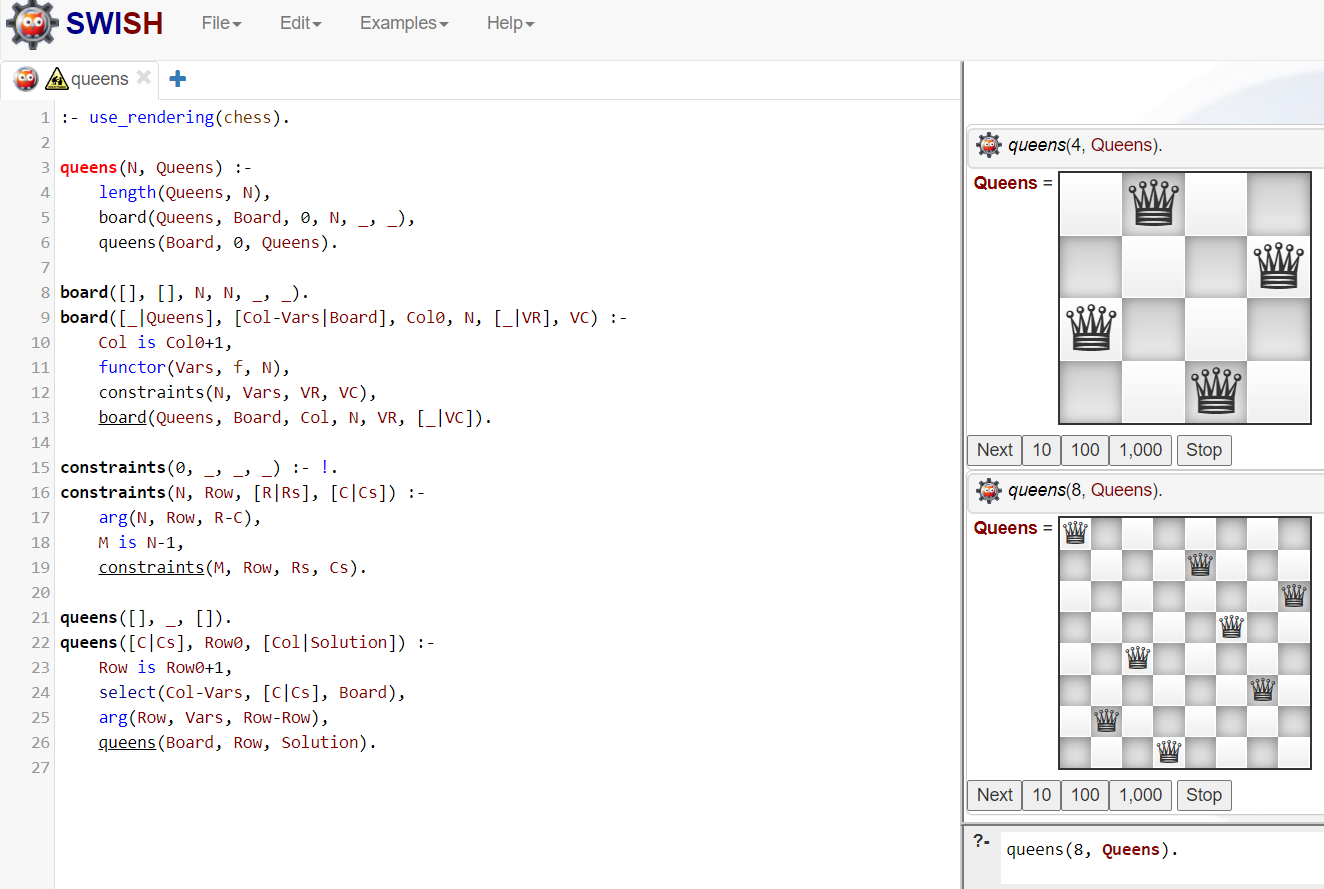 SWISH File Edit Examples Help
queens
1 :- use_rendering(chess).
2
3 queens(N, Queens) :-
4     length(Queens, N),
5     board(Queens, Board, 0, N, _, _),
6     queens(Board, 0, Queens).
7
8 board([], [], N, N, _, _).
9 board([_|Queens], [Col-Vars|Board], Col0, N, [_|VR], VC) :-
10     Col is Col0+1,
11     functor(Vars, f, N),
12     constraints(N, Vars, VR, VC),
13     board(Queens, Board, Col, N, VR, [_|VC]).
14
15 constraints(0, _, _, _) :- !.
16 constraints(N, Row, [R|Rs], [C|Cs]) :-
17     arg(N, Row, R-C),
18     M is N-1,
19     constraints(M, Row, Rs, Cs).
20
21 queens([], _, []).
22 queens([C|Cs], Row0, [Col|Solution]) :-
23     Row is Row0+1,
24     select(Col-Vars, [C|Cs], Board),
25     arg(Row, Vars, Row-Row),
26     queens(Board, Row, Solution).
27
queens(4, Queens).
Queens =
Next 10 100 1,000 Stop
queens(8, Queens).
Queens =
Next 10 100 1,000 Stop
?- queens(8, Queens).